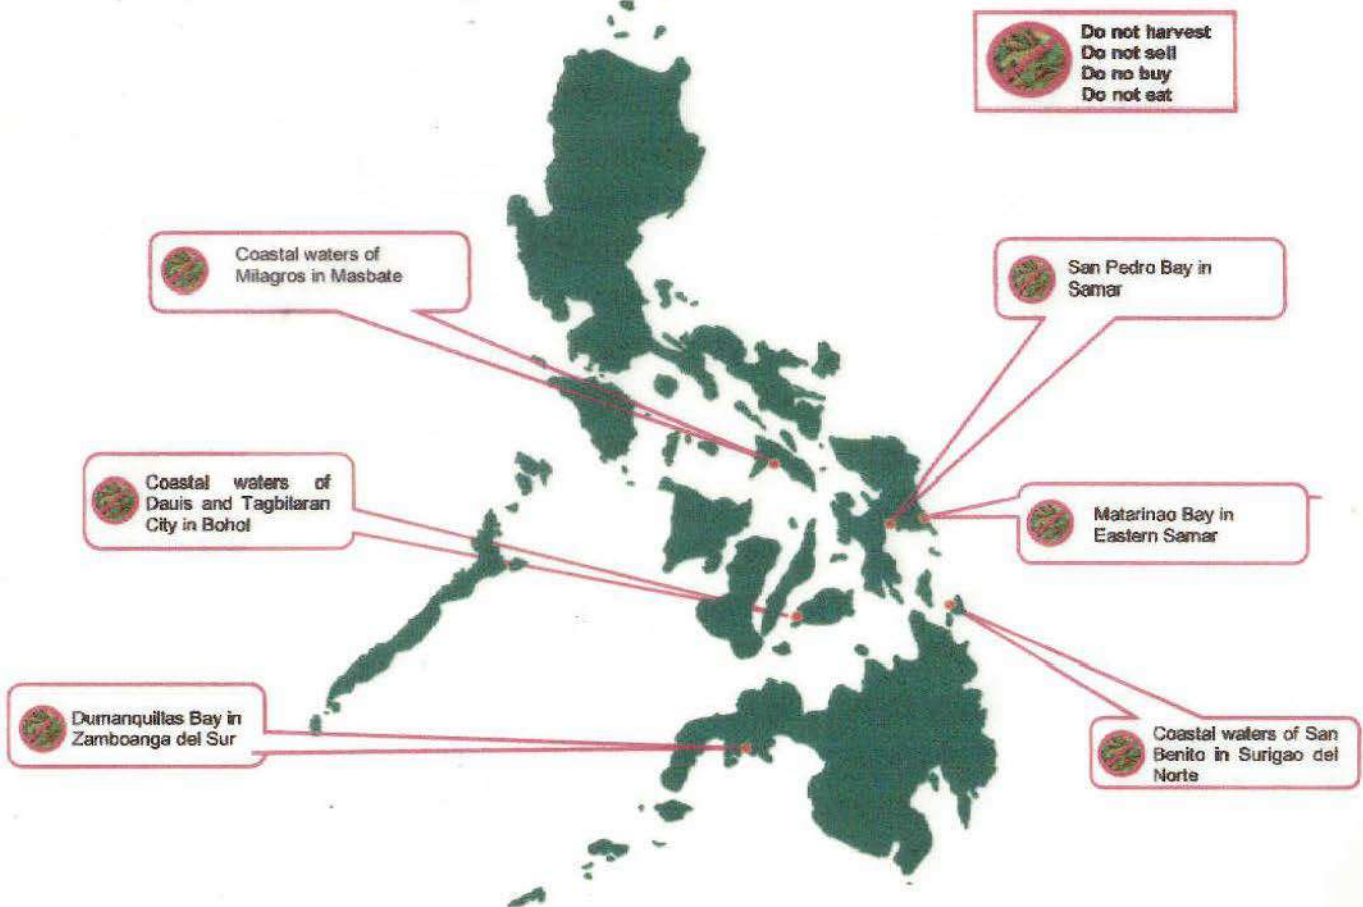 Do not harvest
Do not sell
Do no buy
Do not eat
Coastal waters of
Milagros in Masbate
San Pedro Bay in
Samar
Coastal waters of
Dauis and Tagbilaran
City in Bohol
Matarinao Bay in
Eastern Samar
Dumanquillas Bay in
Zamboanga del Sur
Coastal waters of San
Benito in Surigao del
Norte